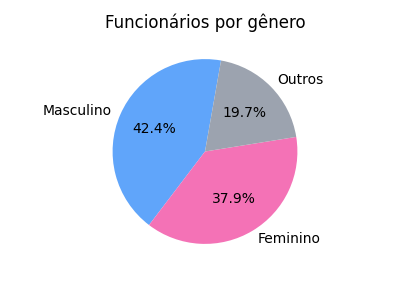 Funcionários por gênero
Outros
Masculino
19.7%
42.4%
37.9%
Feminino